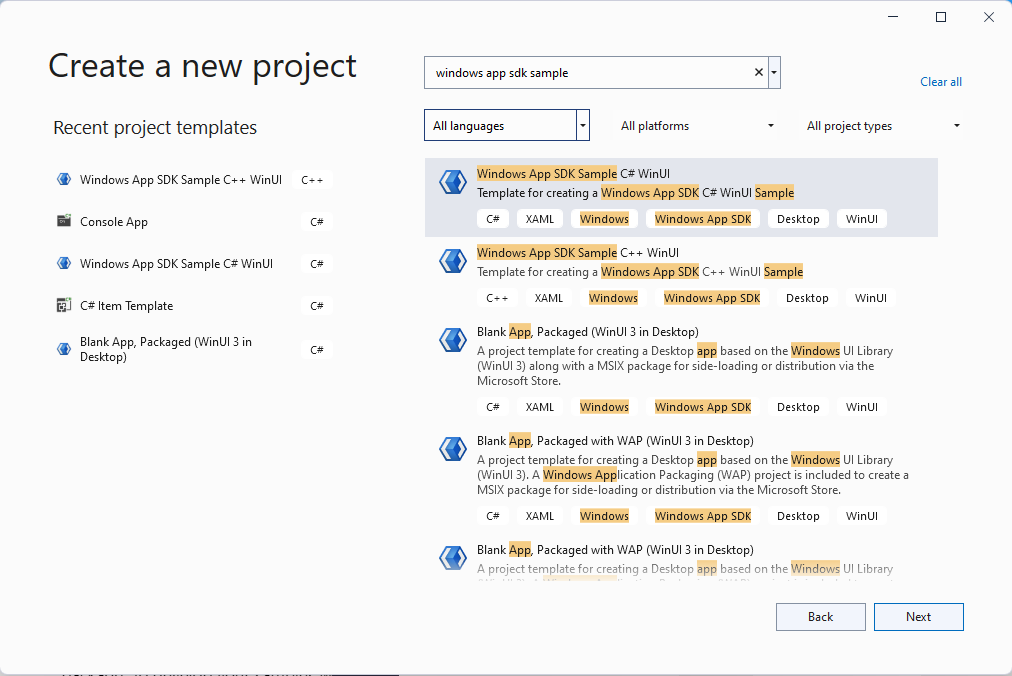 Create a new project
windows app sdk sample
Clear all
All languages
All platforms
All project types
Recent project templates
Windows App SDK Sample C++ WinUI
C++
Console App
C#
Windows App SDK Sample C# WinUI
C#
C# Item Template
C#
Blank App, Packaged (WinUI 3 in
Desktop)
C#
Windows App SDK Sample C# WinUI
Template for creating a Windows App SDK C# WinUI Sample
C# XAML Windows Windows App SDK Desktop WinUI
Windows App SDK Sample C++ WinUI
Template for creating a Windows App SDK C++ WinUI Sample
C++ XAML Windows Windows App SDK Desktop WinUI
Blank App, Packaged (WinUI 3 in Desktop)
A project template for creating a Desktop app based on the Windows UI Library
(WinUI 3) along with a MSIX package for side-loading or distribution via the
Microsoft Store.
C# XAML Windows Windows App SDK Desktop WinUI
Blank App, Packaged with WAP (WinUI 3 in Desktop)
A project template for creating a Desktop app based on the Windows UI Library
(WinUI 3). A Windows Application Packaging (WAP) project is included to create a
MSIX package for side-loading or distribution via the Microsoft Store.
C# XAML Windows Windows App SDK Desktop WinUI
Blank App, Packaged with WAP (WinUI 3 in Desktop)
A project template for creating a Desktop app based on the Windows UI Library
Back
Next